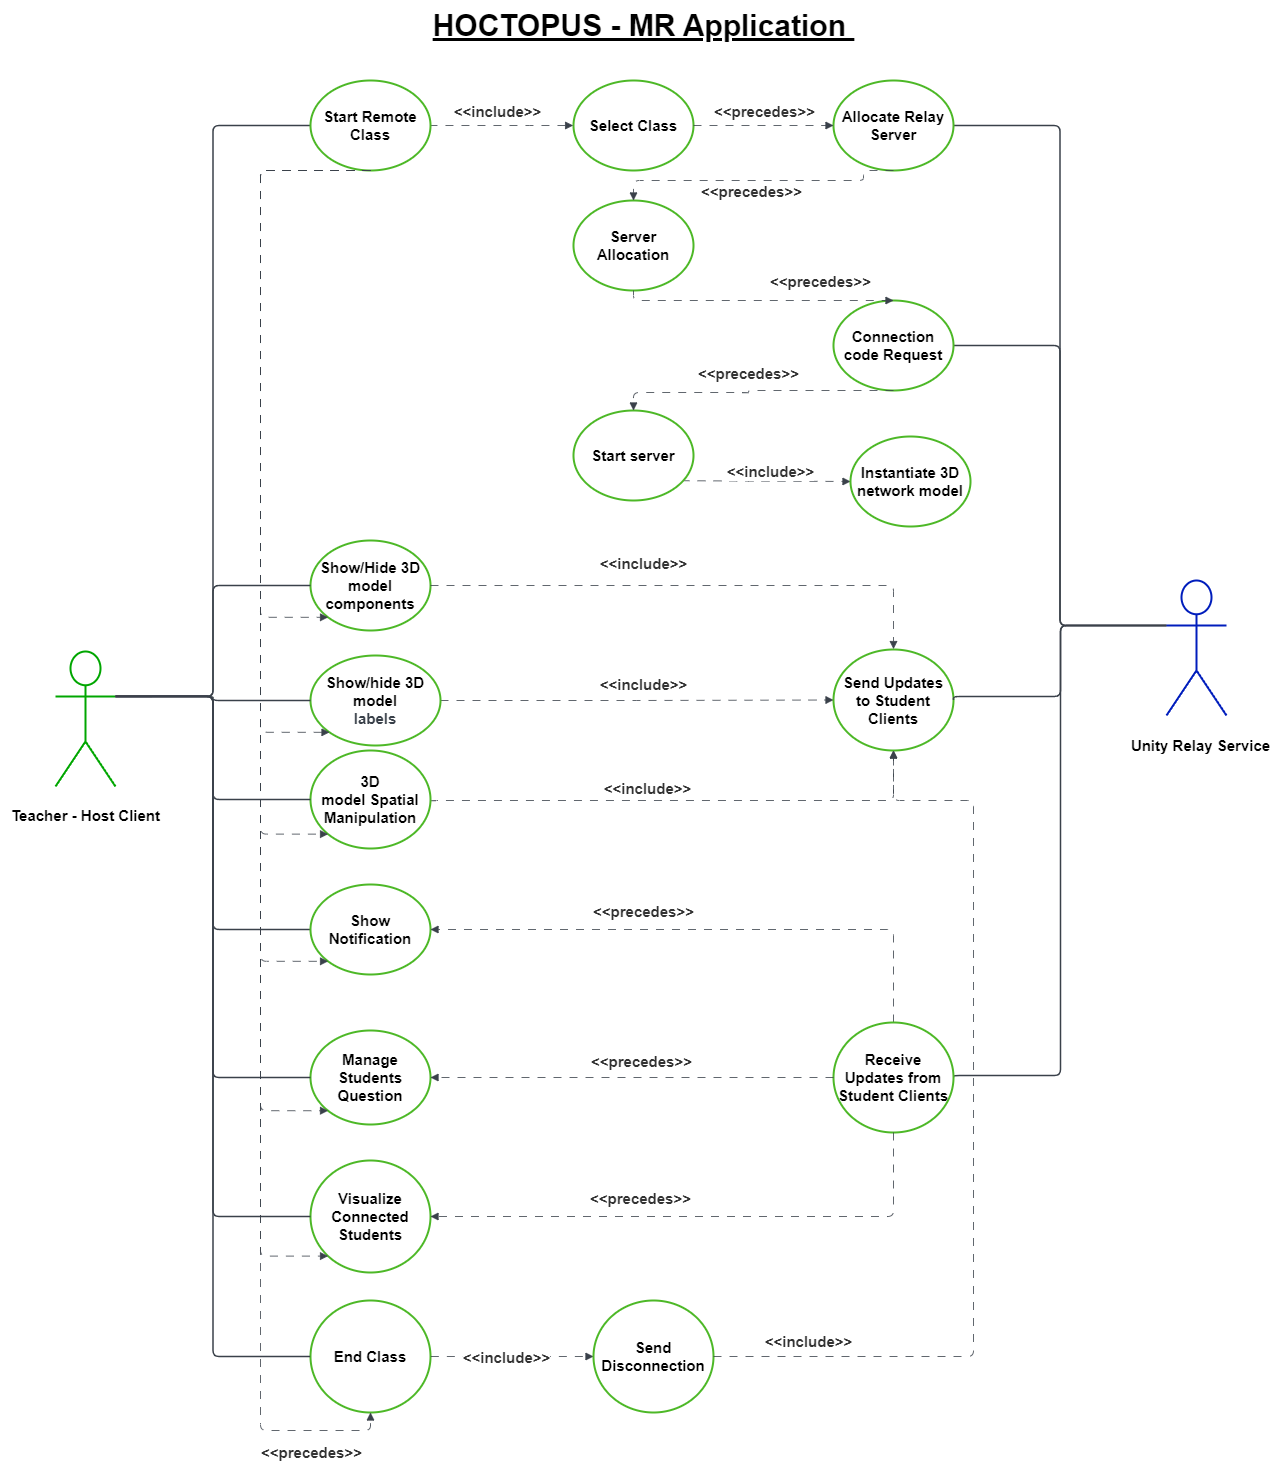 HOCTOPUS - MR Application
Start Remote
Class
<<include>>
Select Class
<<precedes>>
Allocate Relay
Server
<<precedes>>
Server
Allocation
<<precedes>>
Connection
code Request
<<precedes>>
Start server
<<include>>
Instantiate 3D
network model
Show/Hide 3D
model
components
<<include>>
Show/hide 3D
model
labels
<<include>>
Send Updates
to Student
Clients
Unity Relay Service
3D
model Spatial
Manipulation
<<include>>
Teacher - Host Client
Show
Notification
<<precedes>>
Manage
Students
Question
<<precedes>>
Receive
Updates from
Student Clients
Visualize
Connected
Students
<<precedes>>
End Class
<<include>>
Send
Disconnection
<<include>>
<<precedes>>